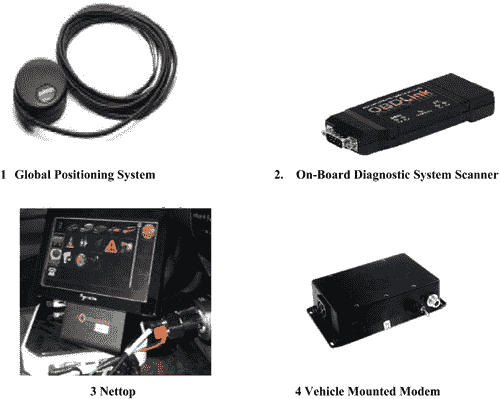 OBDLink
1 Global Positioning System
2. On-Board Diagnostic System Scanner
3 Nettop
4 Vehicle Mounted Modem